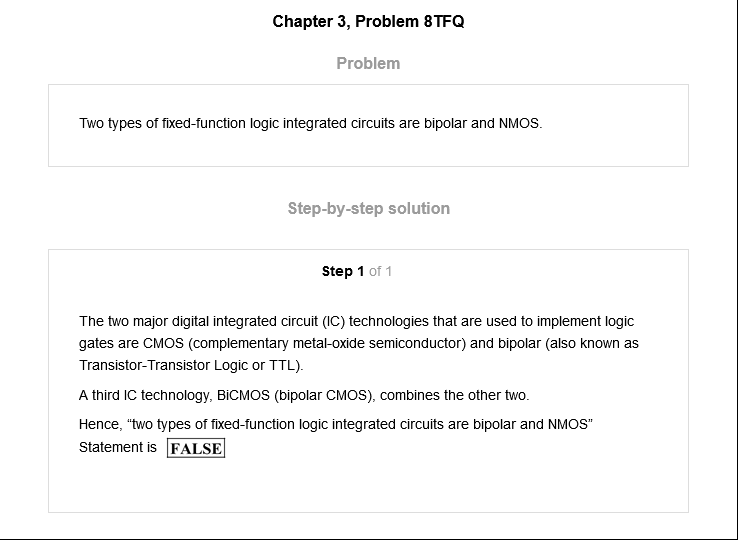 Chapter 3, Problem 8TFQ
Problem
Two types of fixed-function logic integrated circuits are bipolar and NMOS.
Step-by-step solution
Step 1 of 1
The two major digital integrated circuit (IC) technologies that are used to implement logic
gates are CMOS (complementary metal-oxide semiconductor) and bipolar (also known as
Transistor-Transistor Logic or TTL).
A third IC technology, BiCMOS (bipolar CMOS), combines the other two.
Hence, “two types of fixed-function logic integrated circuits are bipolar and NMOS”
Statement is FALSE